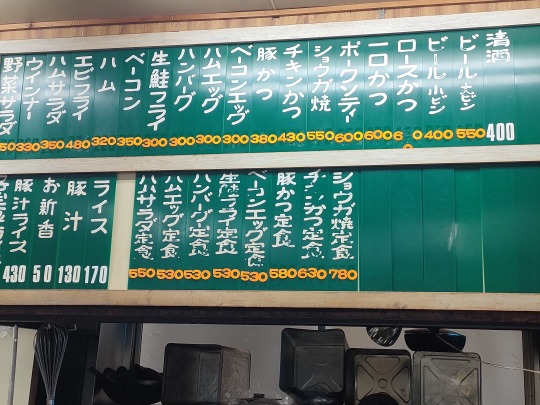 清酒 400
ビール大ビン 550
ビール小ビン 400
ロースかつ
一口かつ 600
ポークソテー 600
ショウガ焼 550
チキンかつ 430
豚かつ 380
ベーコンエッグ 300
ハムエッグ 300
ハンバーグ 300
生鮭フライ 300
ベーコン 350
ハム 320
エビフライ 480
ハムサラダ 350
ウインナー 330
野菜サラダ
ショウガ焼定食 780
チキンかつ定食 630
豚かつ定食 580
ベーコンエッグ定食 530
生鮭フライ定食 530
ハンバーグ定食 530
ハムエッグ定食 530
ハムサラダ定食 550
ライス 170
豚汁 130
お新香 50
豚汁ライス 430